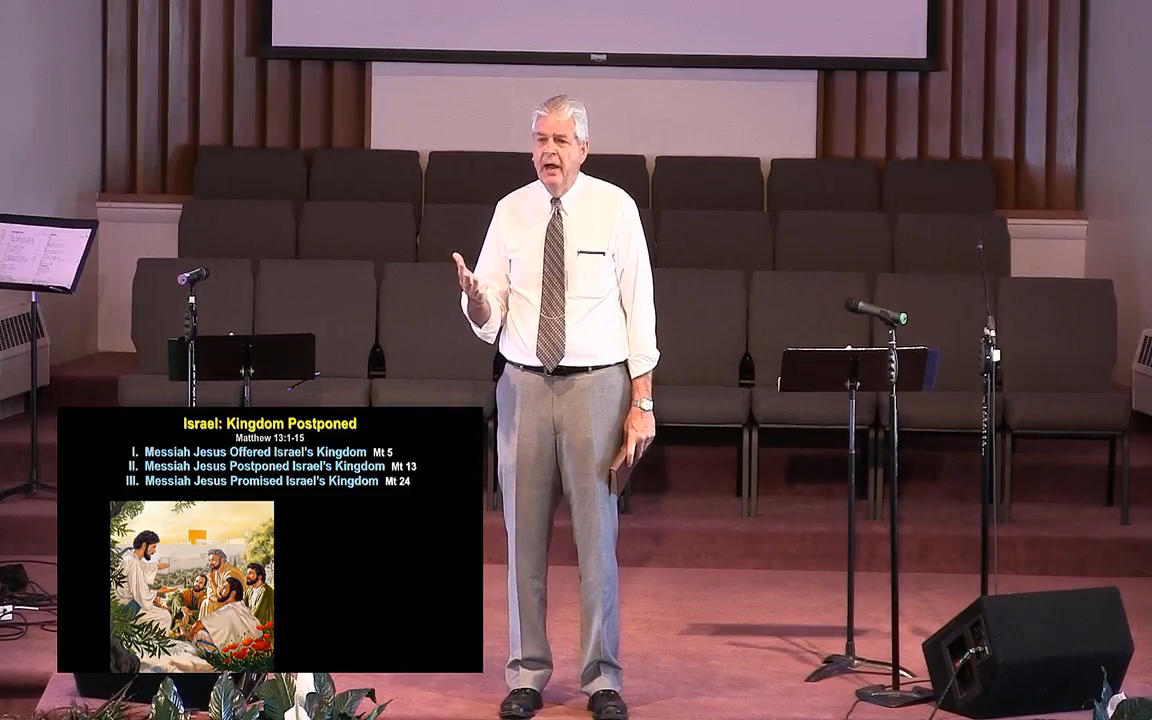 Israel: Kingdom Postponed
Matthew 13:1-15
I. Messiah Jesus Offered Israel's Kingdom Mt 5
II. Messiah Jesus Postponed Israel's Kingdom Mt 13
III. Messiah Jesus Promised Israel's Kingdom Mt 24